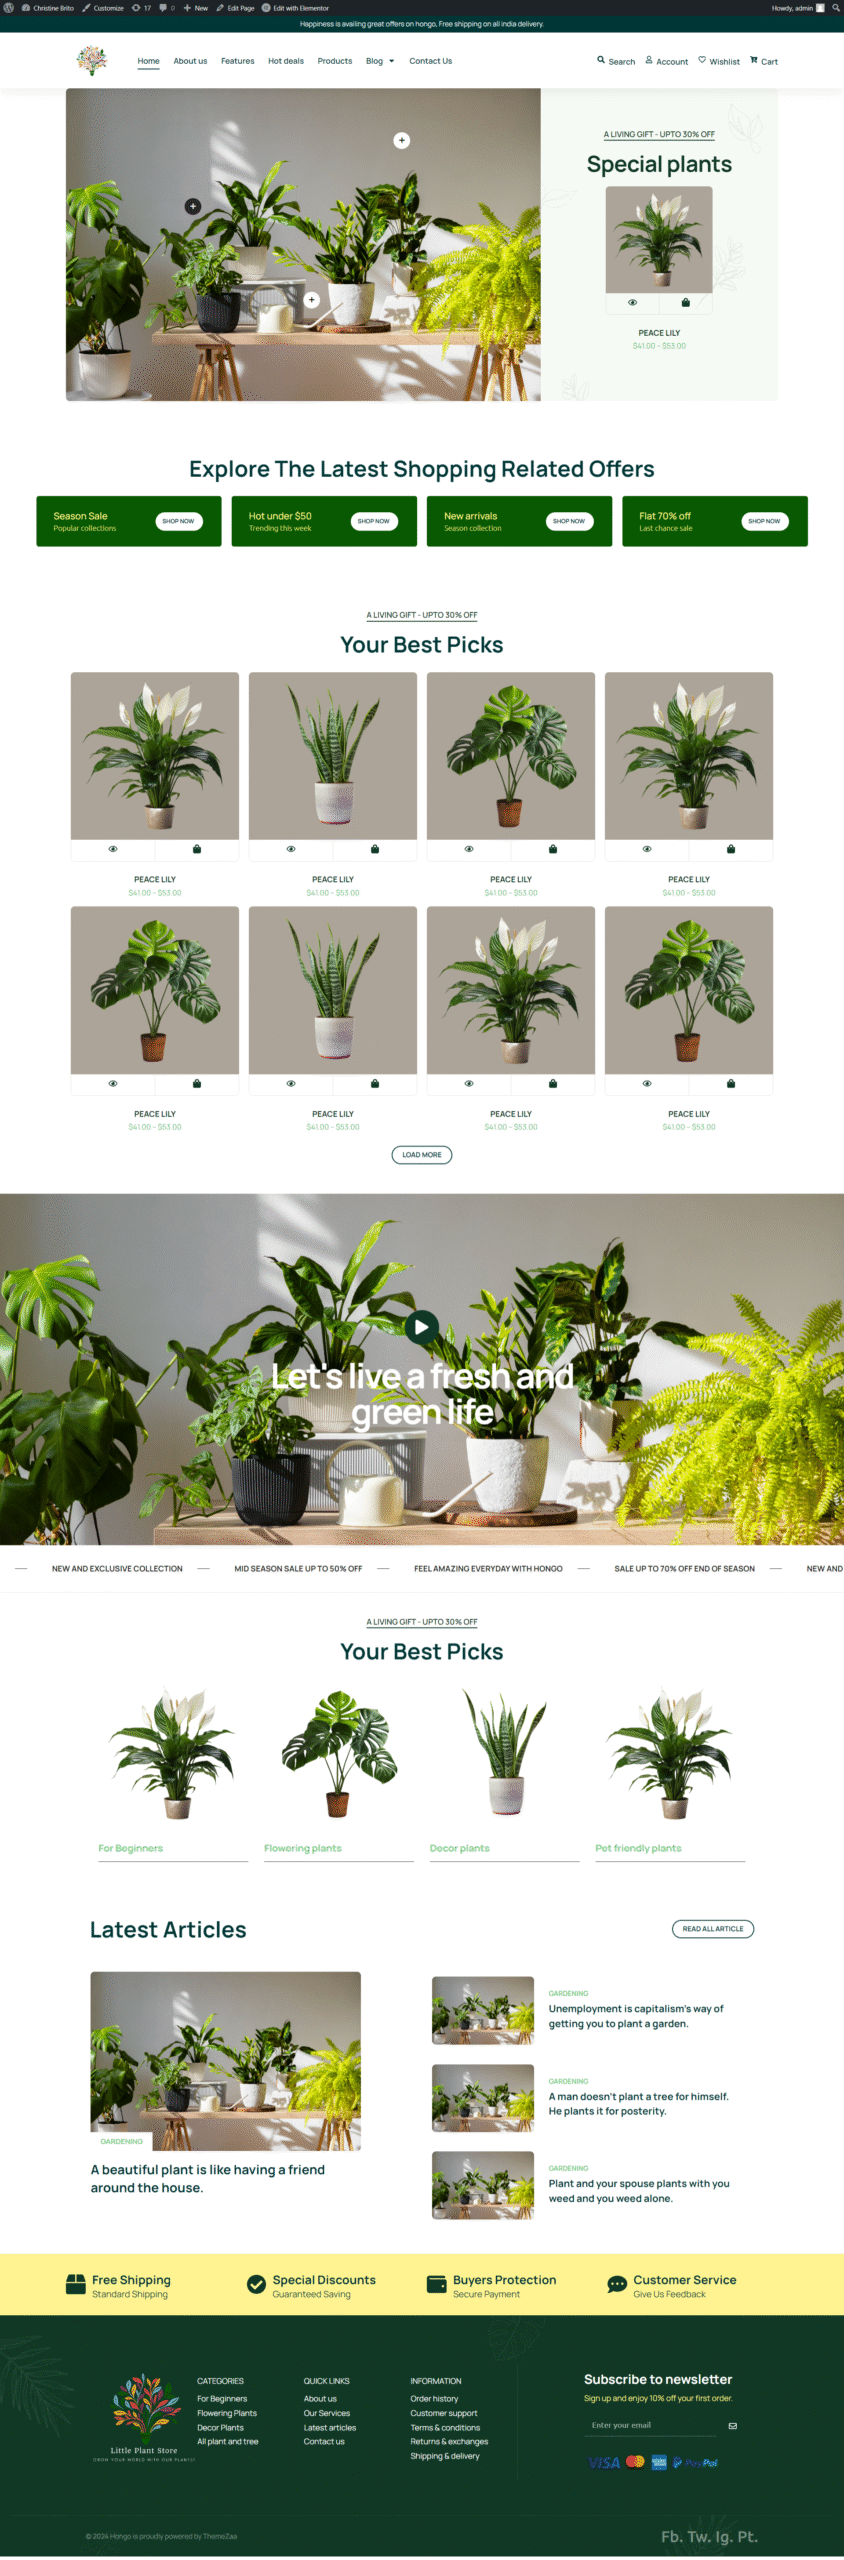 Christine Brito Customize 17 0 New Edit Page Edit with Elementor Howdy, admin
Happiness is availing great offers on hongo, Free shipping on all india delivery.
Home About us Features Hot deals Products Blog Contact Us Search Account Wishlist Cart
A LIVING GIFT - UPTO 30% OFF
Special plants
PEACE LILY
$41.00 – $53.00
Explore The Latest Shopping Related Offers
Season Sale
Popular collections
SHOP NOW
Hot under $50
Trending this week
SHOP NOW
New arrivals
Season collection
SHOP NOW
Flat 70% off
Last chance sale
SHOP NOW
A LIVING GIFT - UPTO 30% OFF
Your Best Picks
PEACE LILY PEACE LILY PEACE LILY PEACE LILY
$41.00 – $53.00 $41.00 – $53.00 $41.00 – $53.00 $41.00 – $53.00
PEACE LILY PEACE LILY PEACE LILY PEACE LILY
$41.00 – $53.00 $41.00 – $53.00 $41.00 – $53.00 $41.00 – $53.00
LOAD MORE
Let's live a fresh and
green life
NEW AND EXCLUSIVE COLLECTION MID SEASON SALE UP TO 50% OFF FEEL AMAZING EVERYDAY WITH HONGO SALE UP TO 70% OFF END OF SEASON NEW AND
A LIVING GIFT - UPTO 30% OFF
Your Best Picks
For Beginners Flowering plants Decor plants Pet friendly plants
Latest Articles
READ ALL ARTICLE
GARDENING
A beautiful plant is like having a friend
around the house.
GARDENING
Unemployment is capitalism's way of
getting you to plant a garden.
GARDENING
A man doesn't plant a tree for himself.
He plants it for posterity.
GARDENING
Plant and your spouse plants with you
weed and you weed alone.
Free Shipping
Standard Shipping
Special Discounts
Guaranteed Saving
Buyers Protection
Secure Payment
Customer Service
Give Us Feedback
Little Plant Store
GROW YOUR WORLD WITH OUR PLANTS!
CATEGORIES
For Beginners
Flowering Plants
Decor Plants
All plant and tree
QUICK LINKS
About us
Our Services
Latest articles
Contact us
INFORMATION
Order history
Customer support
Terms & conditions
Returns & exchanges
Shipping & delivery
Subscribe to newsletter
Sign up and enjoy 10% off your first order.
Enter your email
VISA PayPal
© 2024 Hongo is proudly powered by ThemeZaa
Fb. Tw. Ig. Pt.